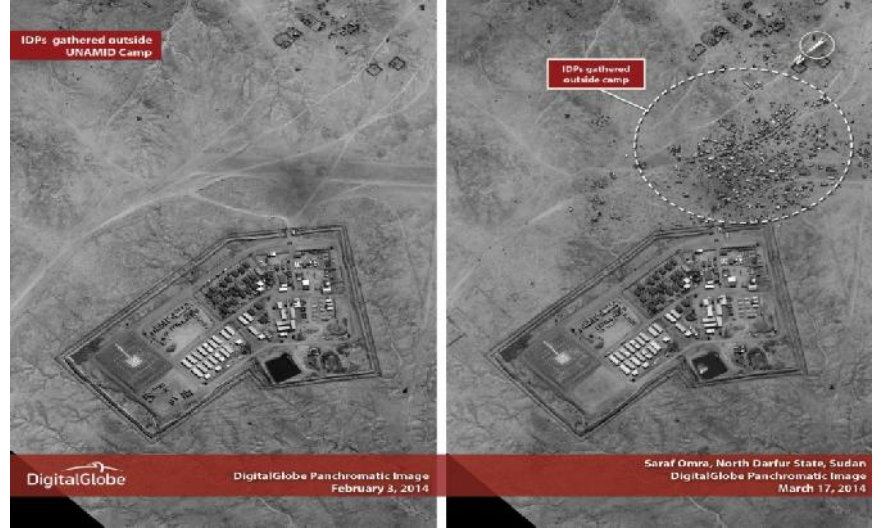 IDPs gathered outside
UNAMID Camp
DigitalGlobe
DigitalGlobe Panchromatic Image
February 3, 2014
IDPs gathered
outside camp
Saraf Omra, North Darfur State, Sudan
DigitalGlobe Panchromatic Image
March 17, 2014